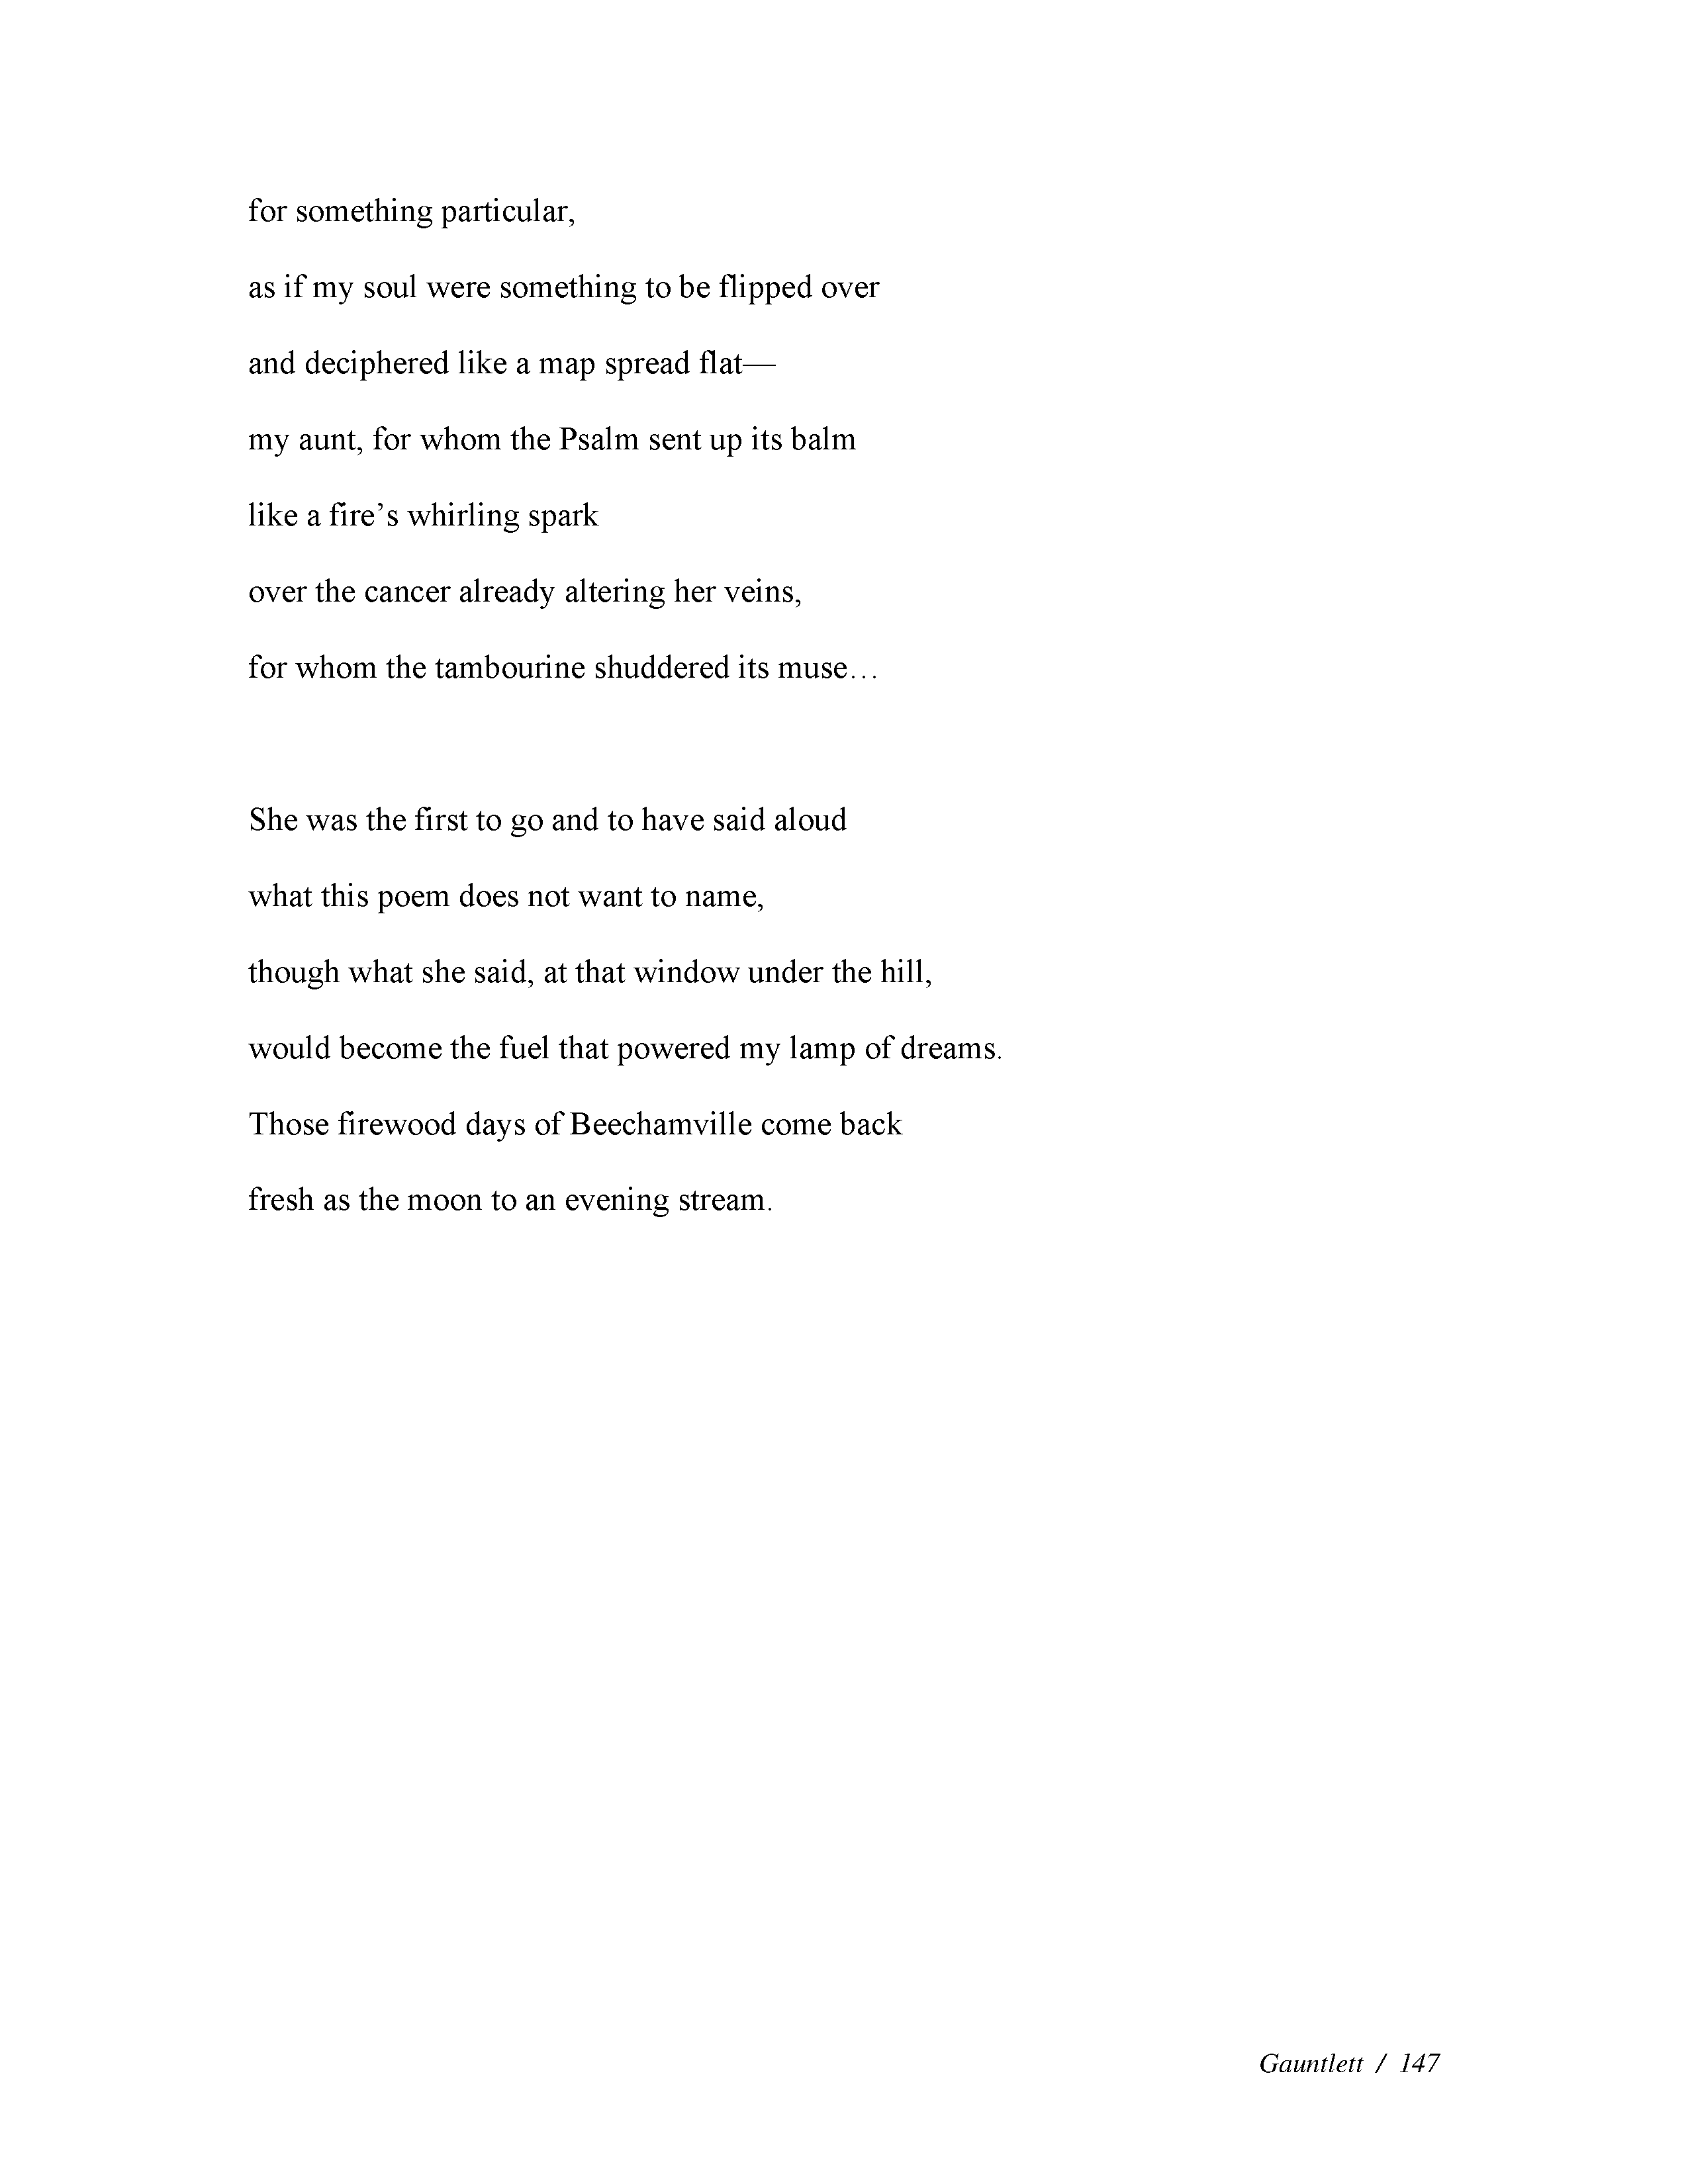 for something particular,
as if my soul were something to be flipped over
and deciphered like a map spread flat—
my aunt, for whom the Psalm sent up its balm
like a fire’s whirling spark
over the cancer already altering her veins,
for whom the tambourine shuddered its muse…
She was the first to go and to have said aloud
what this poem does not want to name,
though what she said, at that window under the hill,
would become the fuel that powered my lamp of dreams.
Those firewood days of Beechamville come back
fresh as the moon to an evening stream.
Gauntlett / 147